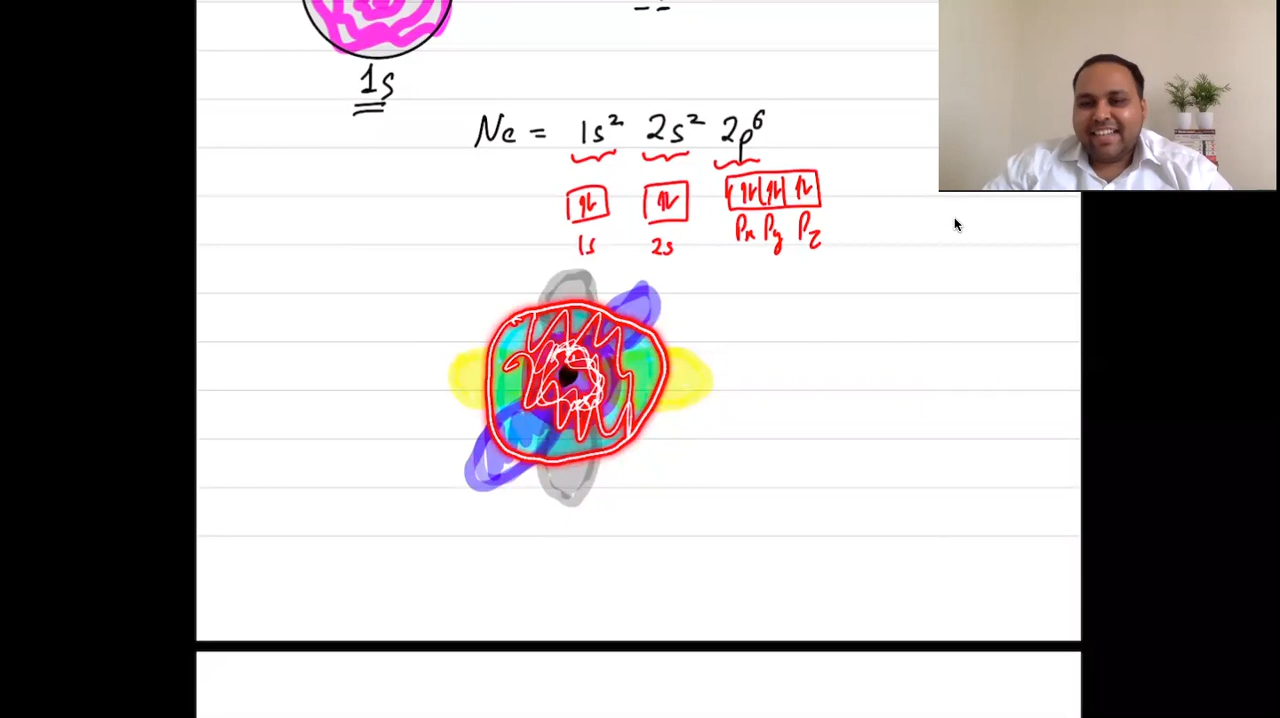 1s
Ne = 1s² 2s² 2p⁶
1s 2s Px Py Pz